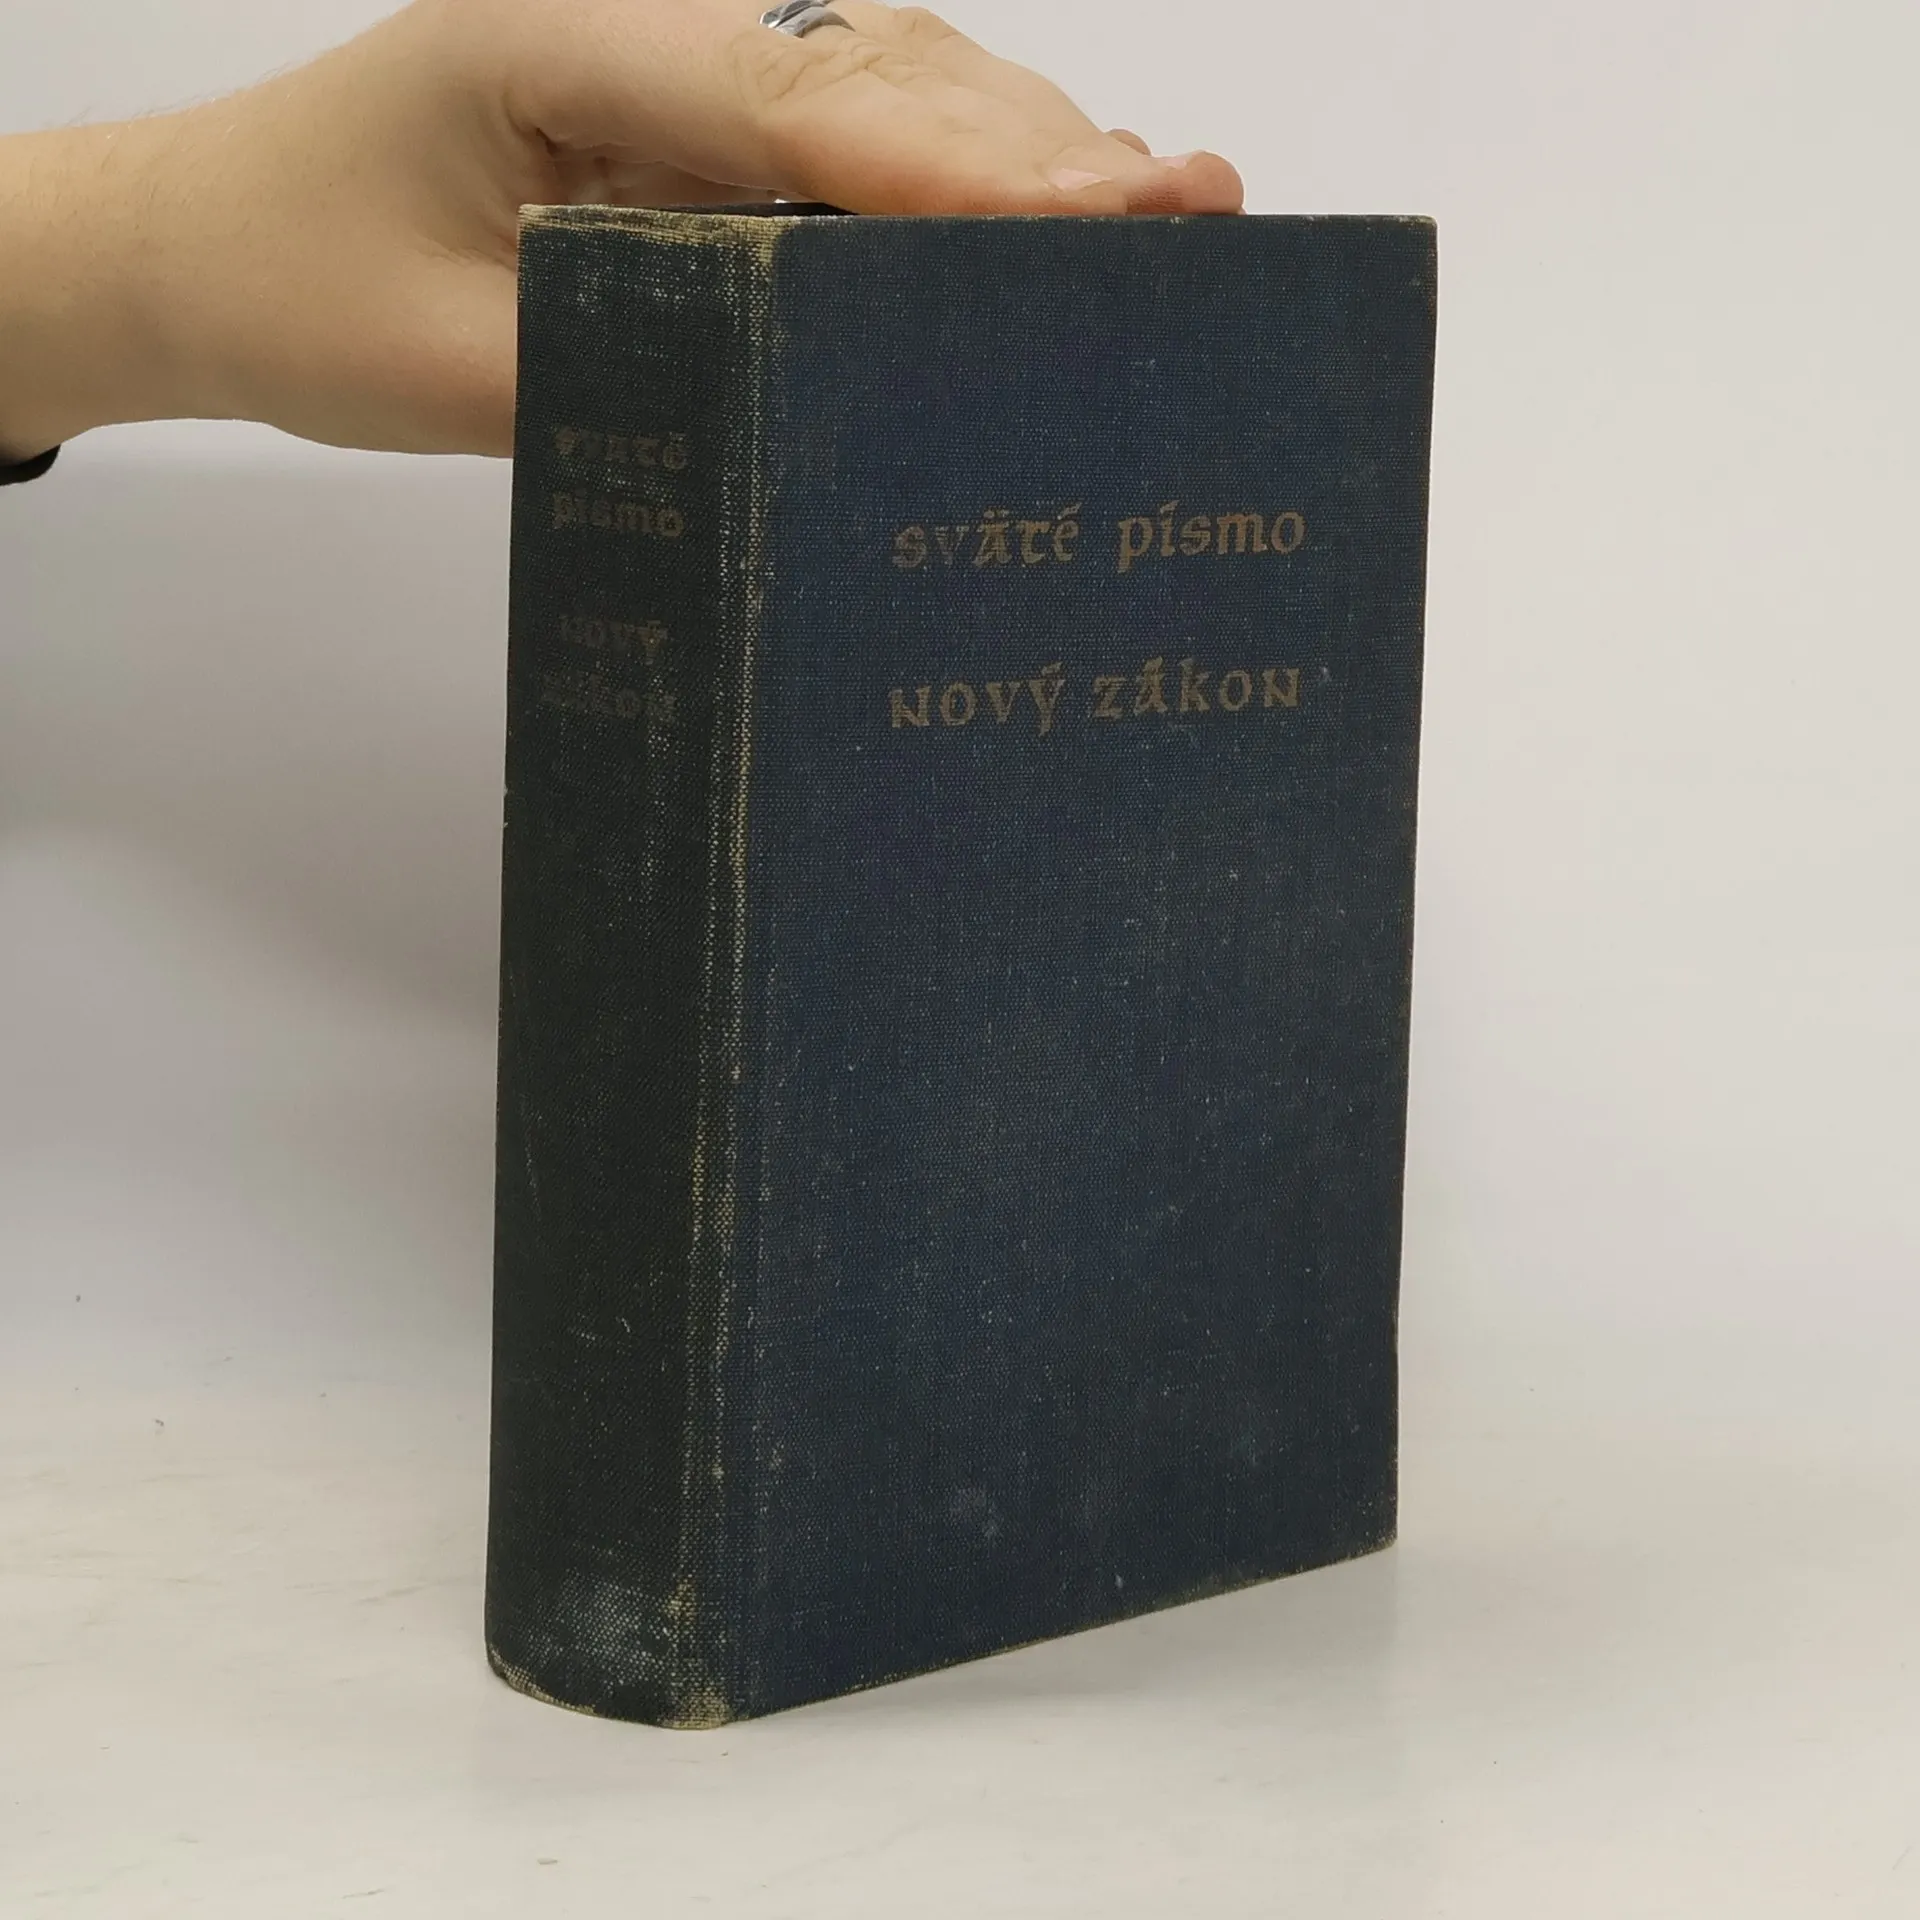 sväté
písmo
nový
zákon
sväté písmo
nový zákon